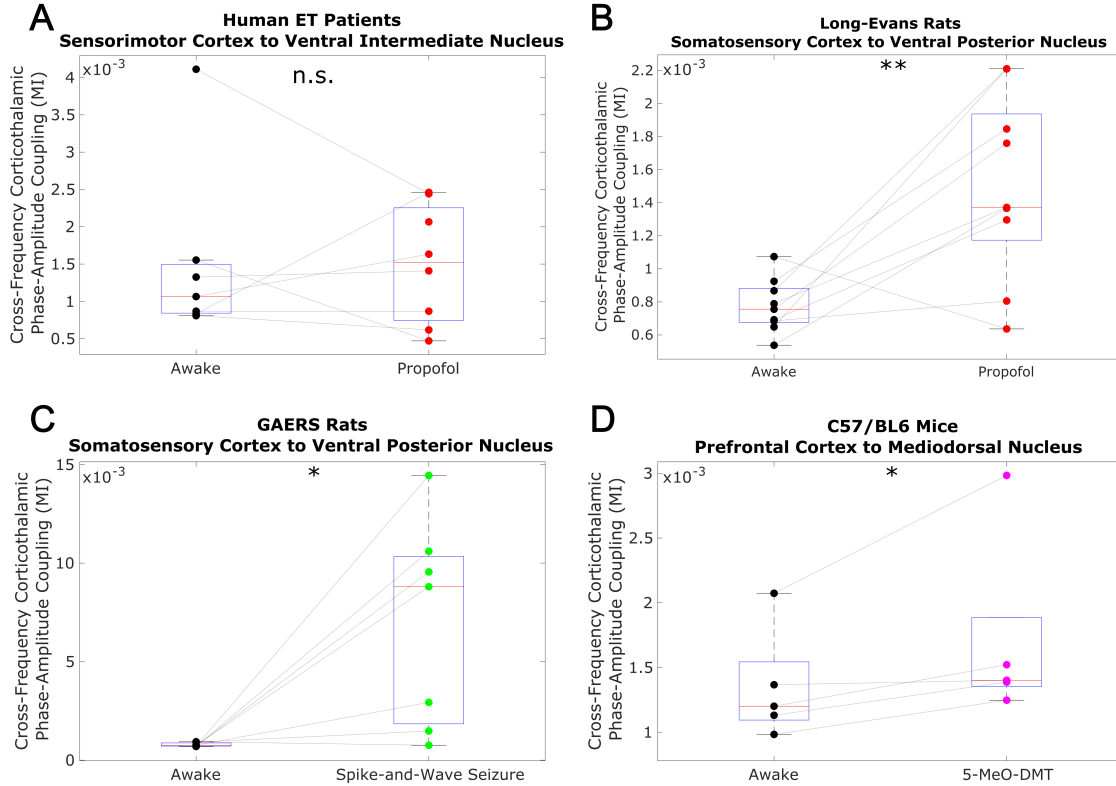 A
Human ET Patients
Sensorimotor Cortex to Ventral Intermediate Nucleus
×10-3
n.s.
Cross-Frequency Corticothalamic
Phase-Amplitude Coupling (MI)
4
3.5
3
2.5
2
1.5
1
0.5
Awake
Propofol
B
Long-Evans Rats
Somatosensory Cortex to Ventral Posterior Nucleus
×10-3
**
Cross-Frequency Corticothalamic
Phase-Amplitude Coupling (MI)
2.2
2
1.8
1.6
1.4
1.2
1
0.8
0.6
Awake
Propofol
C
GAERS Rats
Somatosensory Cortex to Ventral Posterior Nucleus
×10-3
*
Cross-Frequency Corticothalamic
Phase-Amplitude Coupling (MI)
15
10
5
0
Awake
Spike-and-Wave Seizure
D
C57/BL6 Mice
Prefrontal Cortex to Mediodorsal Nucleus
×10-3
*
Cross-Frequency Corticothalamic
Phase-Amplitude Coupling (MI)
3
2.5
2
1.5
1
Awake
5-MeO-DMT